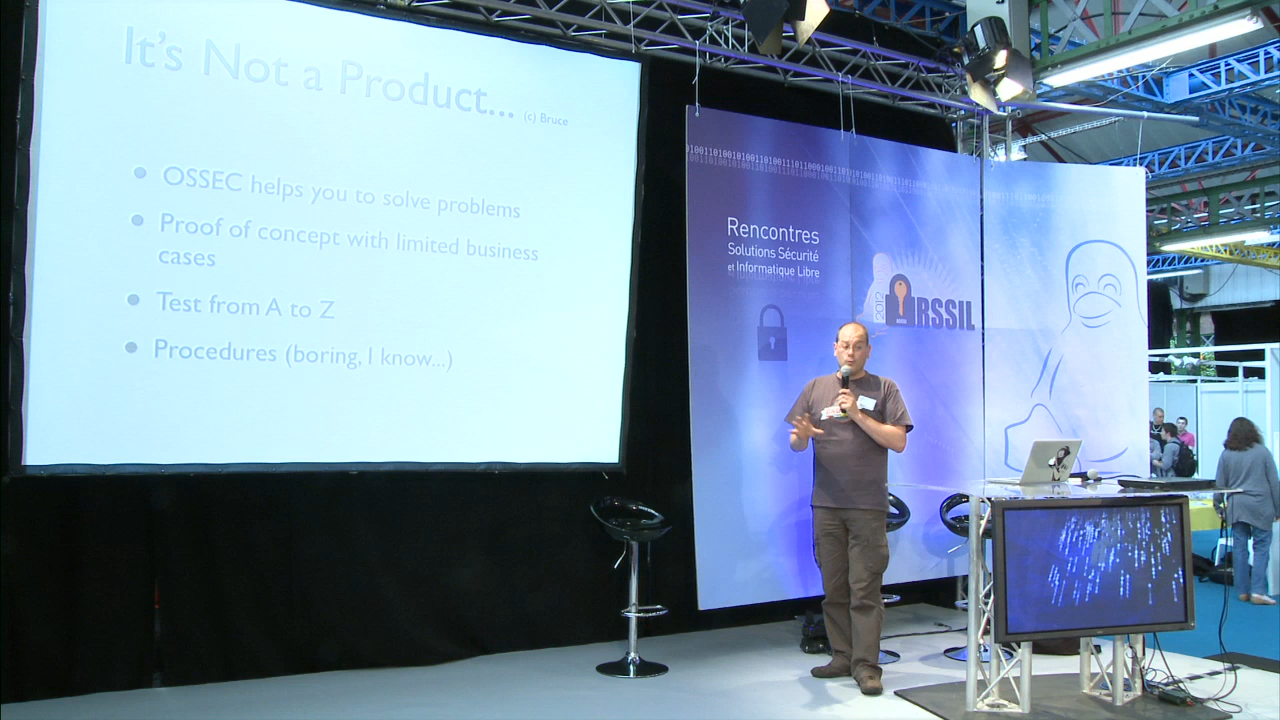 It's Not a Product... (c) Bruce
• OSSEC helps you to solve problems
• Proof of concept with limited business
cases
• Test from A to Z
• Procedures (boring, I know...)
Rencontres
Solutions Sécurité
et Informatique Libre
2012
RSSIL